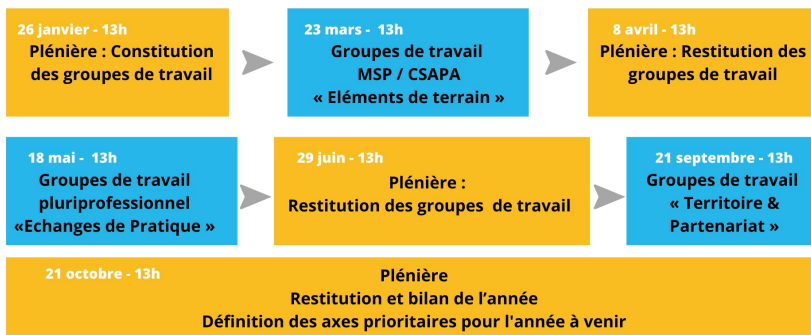 26 janvier - 13h
Plénière : Constitution
des groupes de travail
23 mars -  13h
Groupes de travail
MSP / CSAPA
« Eléments de terrain »
8 avril - 13h
Plénière : Restitution des
groupes de travail
18 mai -  13h
Groupes de travail
pluriprofessionnel
«Echanges de Pratique »
29 juin - 13h
Plénière :
Restitution des groupes  de travail
21 septembre - 13h
Groupes de travail
« Territoire &
Partenariat »
21 octobre - 13h
Plénière
Restitution et bilan de l’année
Définition des axes prioritaires pour l'année à venir